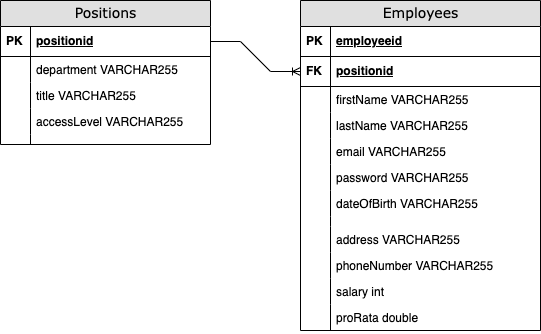 Positions
PK positionid
department VARCHAR255
title VARCHAR255
accessLevel VARCHAR255
Employees
PK employeeid
FK positionid
firstName VARCHAR255
lastName VARCHAR255
email VARCHAR255
password VARCHAR255
dateOfBirth VARCHAR255
address VARCHAR255
phoneNumber VARCHAR255
salary int
proRata double